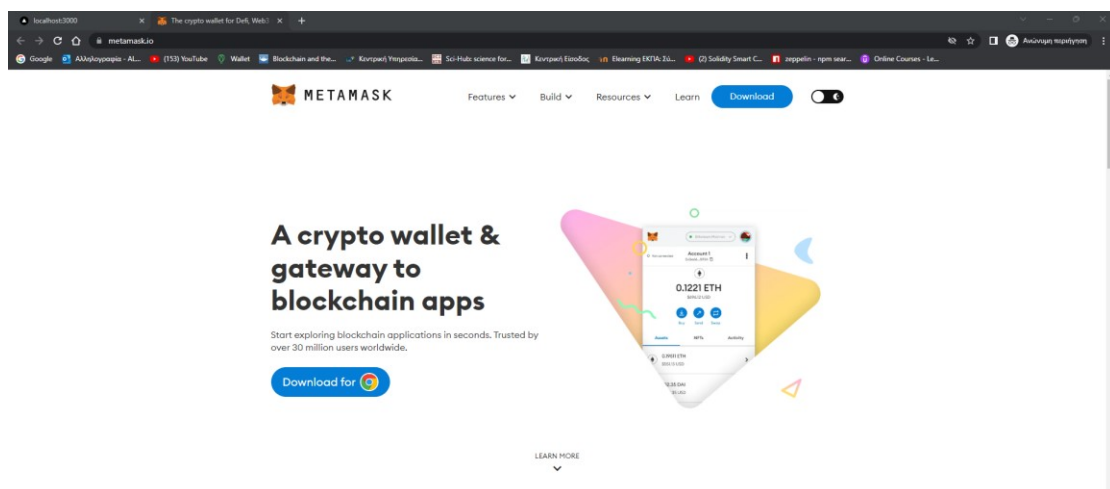 localhost:3000
The crypto wallet for Defi, Web3
metamask.io
Ανώνυμη περιήγηση
Google Αλληλογραφία - AL... (153) YouTube Wallet Blockchain and the... Κεντρική Υπηρεσία... Sci-Hub: science for... Κεντρική Είσοδος Elearning ΕΚΠΑ: Σύ... (2) Solidity Smart C... zeppelin - npm sear... Online Courses - Le...
METAMASK Features Build Resources Learn Download
A crypto wallet &
gateway to
blockchain apps
Start exploring blockchain applications in seconds. Trusted by
over 30 million users worldwide.
Download for
Account 1
0.1221 ETH
Buy Send Swap
Assets NFTs Activity
LEARN MORE